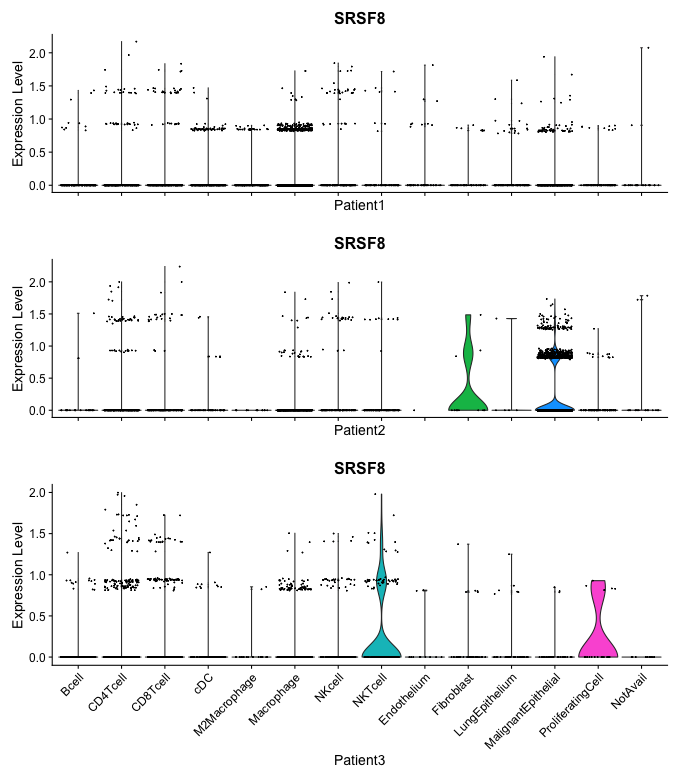 SRSF8
Expression Level
2.0
1.5
1.0
0.5
0.0
Patient1
SRSF8
Expression Level
2.0
1.5
1.0
0.5
0.0
Patient2
SRSF8
Expression Level
2.0
1.5
1.0
0.5
0.0
Bcell
CD4Tcell
CD8Tcell
cDC
M2Macrophage
Macrophage
NKcell
NKTcell
Endothelium
Fibroblast
LungEpithelium
MalignantEpithelial
ProliferatingCell
NotAvail
Patient3